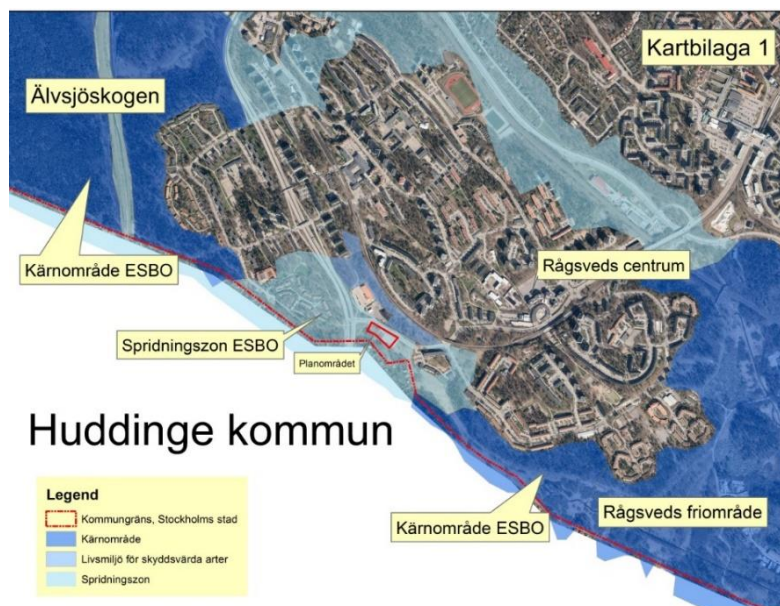 Kartbilaga 1
Älvsjöskogen
Kärnområde ESBO
Rågsveds centrum
Spridningszon ESBO
Planområdet
Huddinge kommun
Legend
Kommungräns, Stockholms stad
Kärnområde
Livsmiljö för skyddsvärda arter
Spridningszon
Kärnområde ESBO
Rågsveds friområde